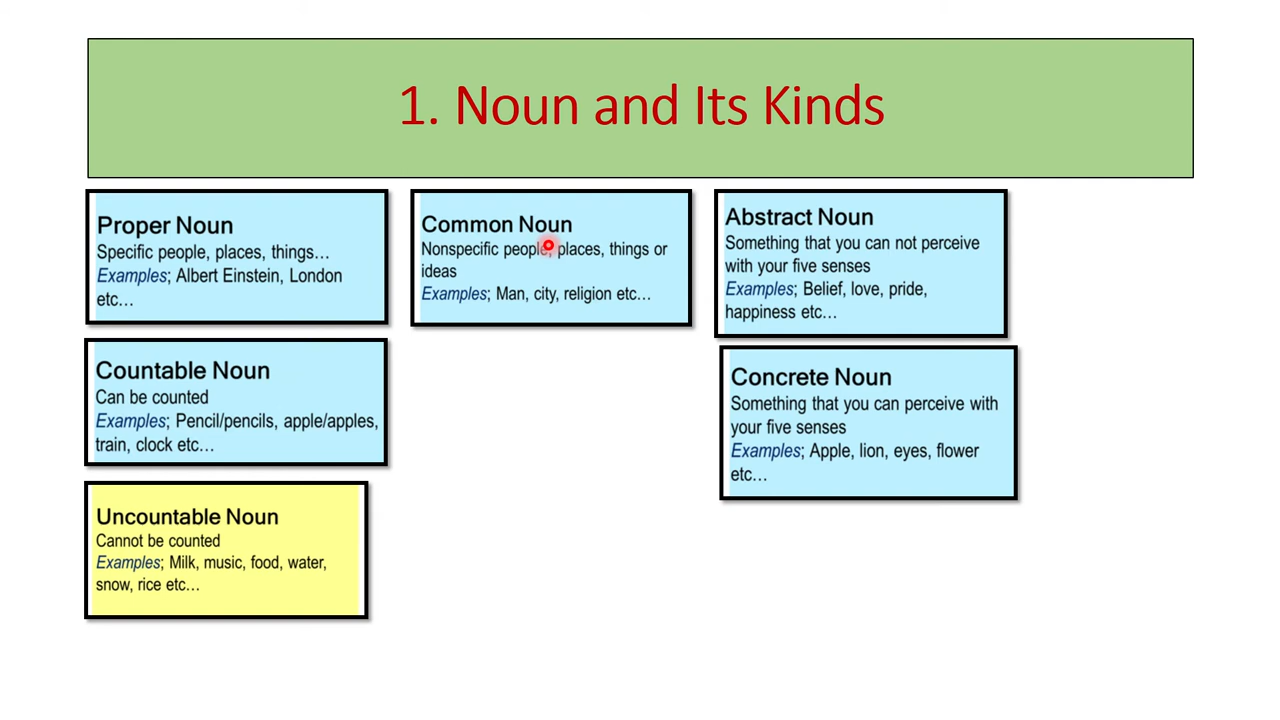 1. Noun and Its Kinds
Proper Noun
Specific people, places, things…
Examples; Albert Einstein, London
etc…
Common Noun
Nonspecific people, places, things or
ideas
Examples; Man, city, religion etc…
Abstract Noun
Something that you can not perceive
with your five senses
Examples; Belief, love, pride,
happiness etc…
Countable Noun
Can be counted
Examples; Pencil/pencils, apple/apples,
train, clock etc…
Concrete Noun
Something that you can perceive with
your five senses
Examples; Apple, lion, eyes, flower
etc…
Uncountable Noun
Cannot be counted
Examples; Milk, music, food, water,
snow, rice etc…